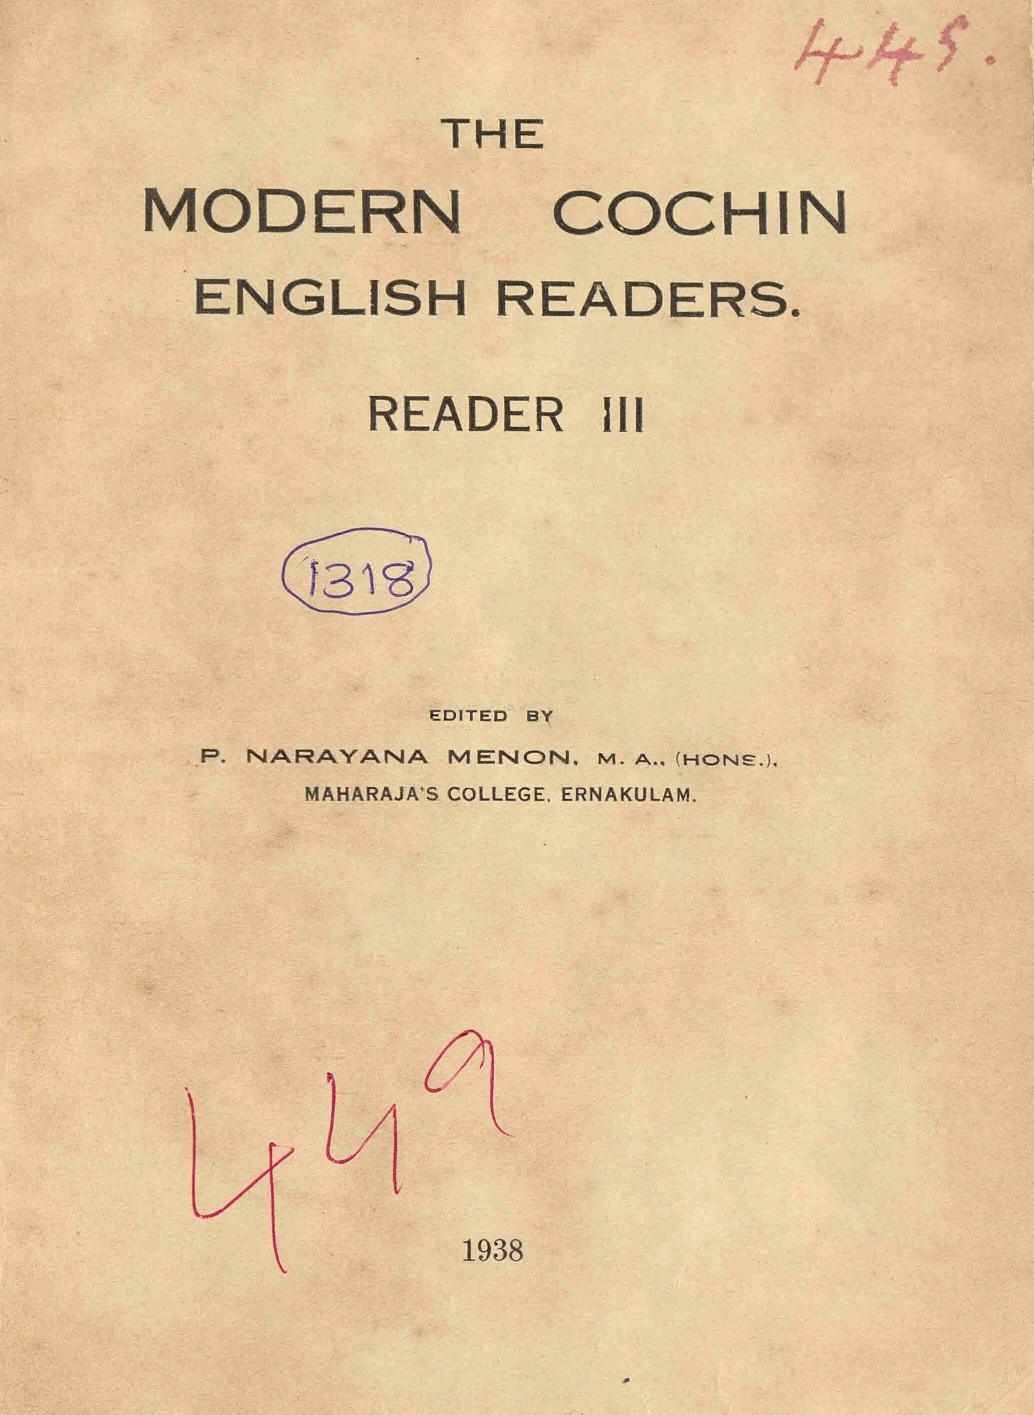 445.
THE
MODERN COCHIN
ENGLISH READERS.
READER III
1318
EDITED BY
P. NARAYANA MENON, M. A., (HONS.),
MAHARAJA'S COLLEGE, ERNAKULAM.
449
1938